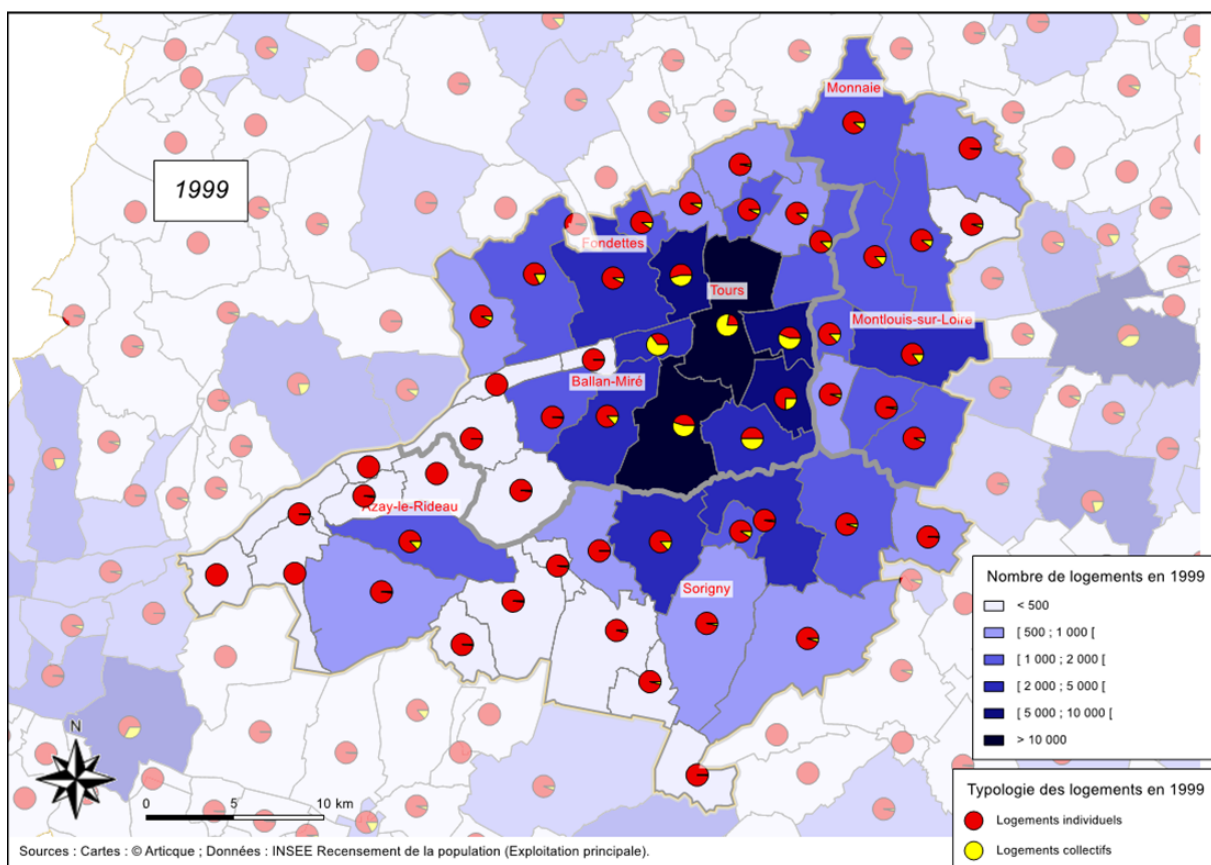 Monnaie
1999
Fondettes
Tours
Montlouis-sur-Loire
Ballan-Miré
Azay-le-Rideau
Sorigny
Nombre de logements en 1999
< 500
[ 500 ; 1 000 [
[ 1 000 ; 2 000 [
[ 2 000 ; 5 000 [
[ 5 000 ; 10 000 [
> 10 000
N
0 5 10 km
Typologie des logements en 1999
Logements individuels
Logements collectifs
Sources : Cartes : © Articque ; Données : INSEE Recensement de la population (Exploitation principale).